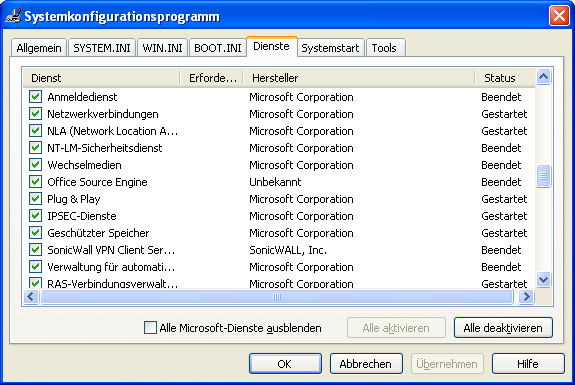 Systemkonfigurationsprogramm
Allgemein SYSTEM.INI WIN.INI BOOT.INI Dienste Systemstart Tools
Dienst Erforde... Hersteller Status
Anmeldedienst Microsoft Corporation Beendet
Netzwerkverbindungen Microsoft Corporation Gestartet
NLA (Network Location A... Microsoft Corporation Gestartet
NT-LM-Sicherheitsdienst Microsoft Corporation Beendet
Wechselmedien Microsoft Corporation Beendet
Office Source Engine Unbekannt Beendet
Plug & Play Microsoft Corporation Gestartet
IPSEC-Dienste Microsoft Corporation Gestartet
Geschützter Speicher Microsoft Corporation Gestartet
SonicWall VPN Client Ser... SonicWALL, Inc. Beendet
Verwaltung für automati... Microsoft Corporation Beendet
RAS-Verbindungsverwalt... Microsoft Corporation Gestartet
Alle Microsoft-Dienste ausblenden Alle aktivieren Alle deaktivieren
OK Abbrechen Übernehmen Hilfe